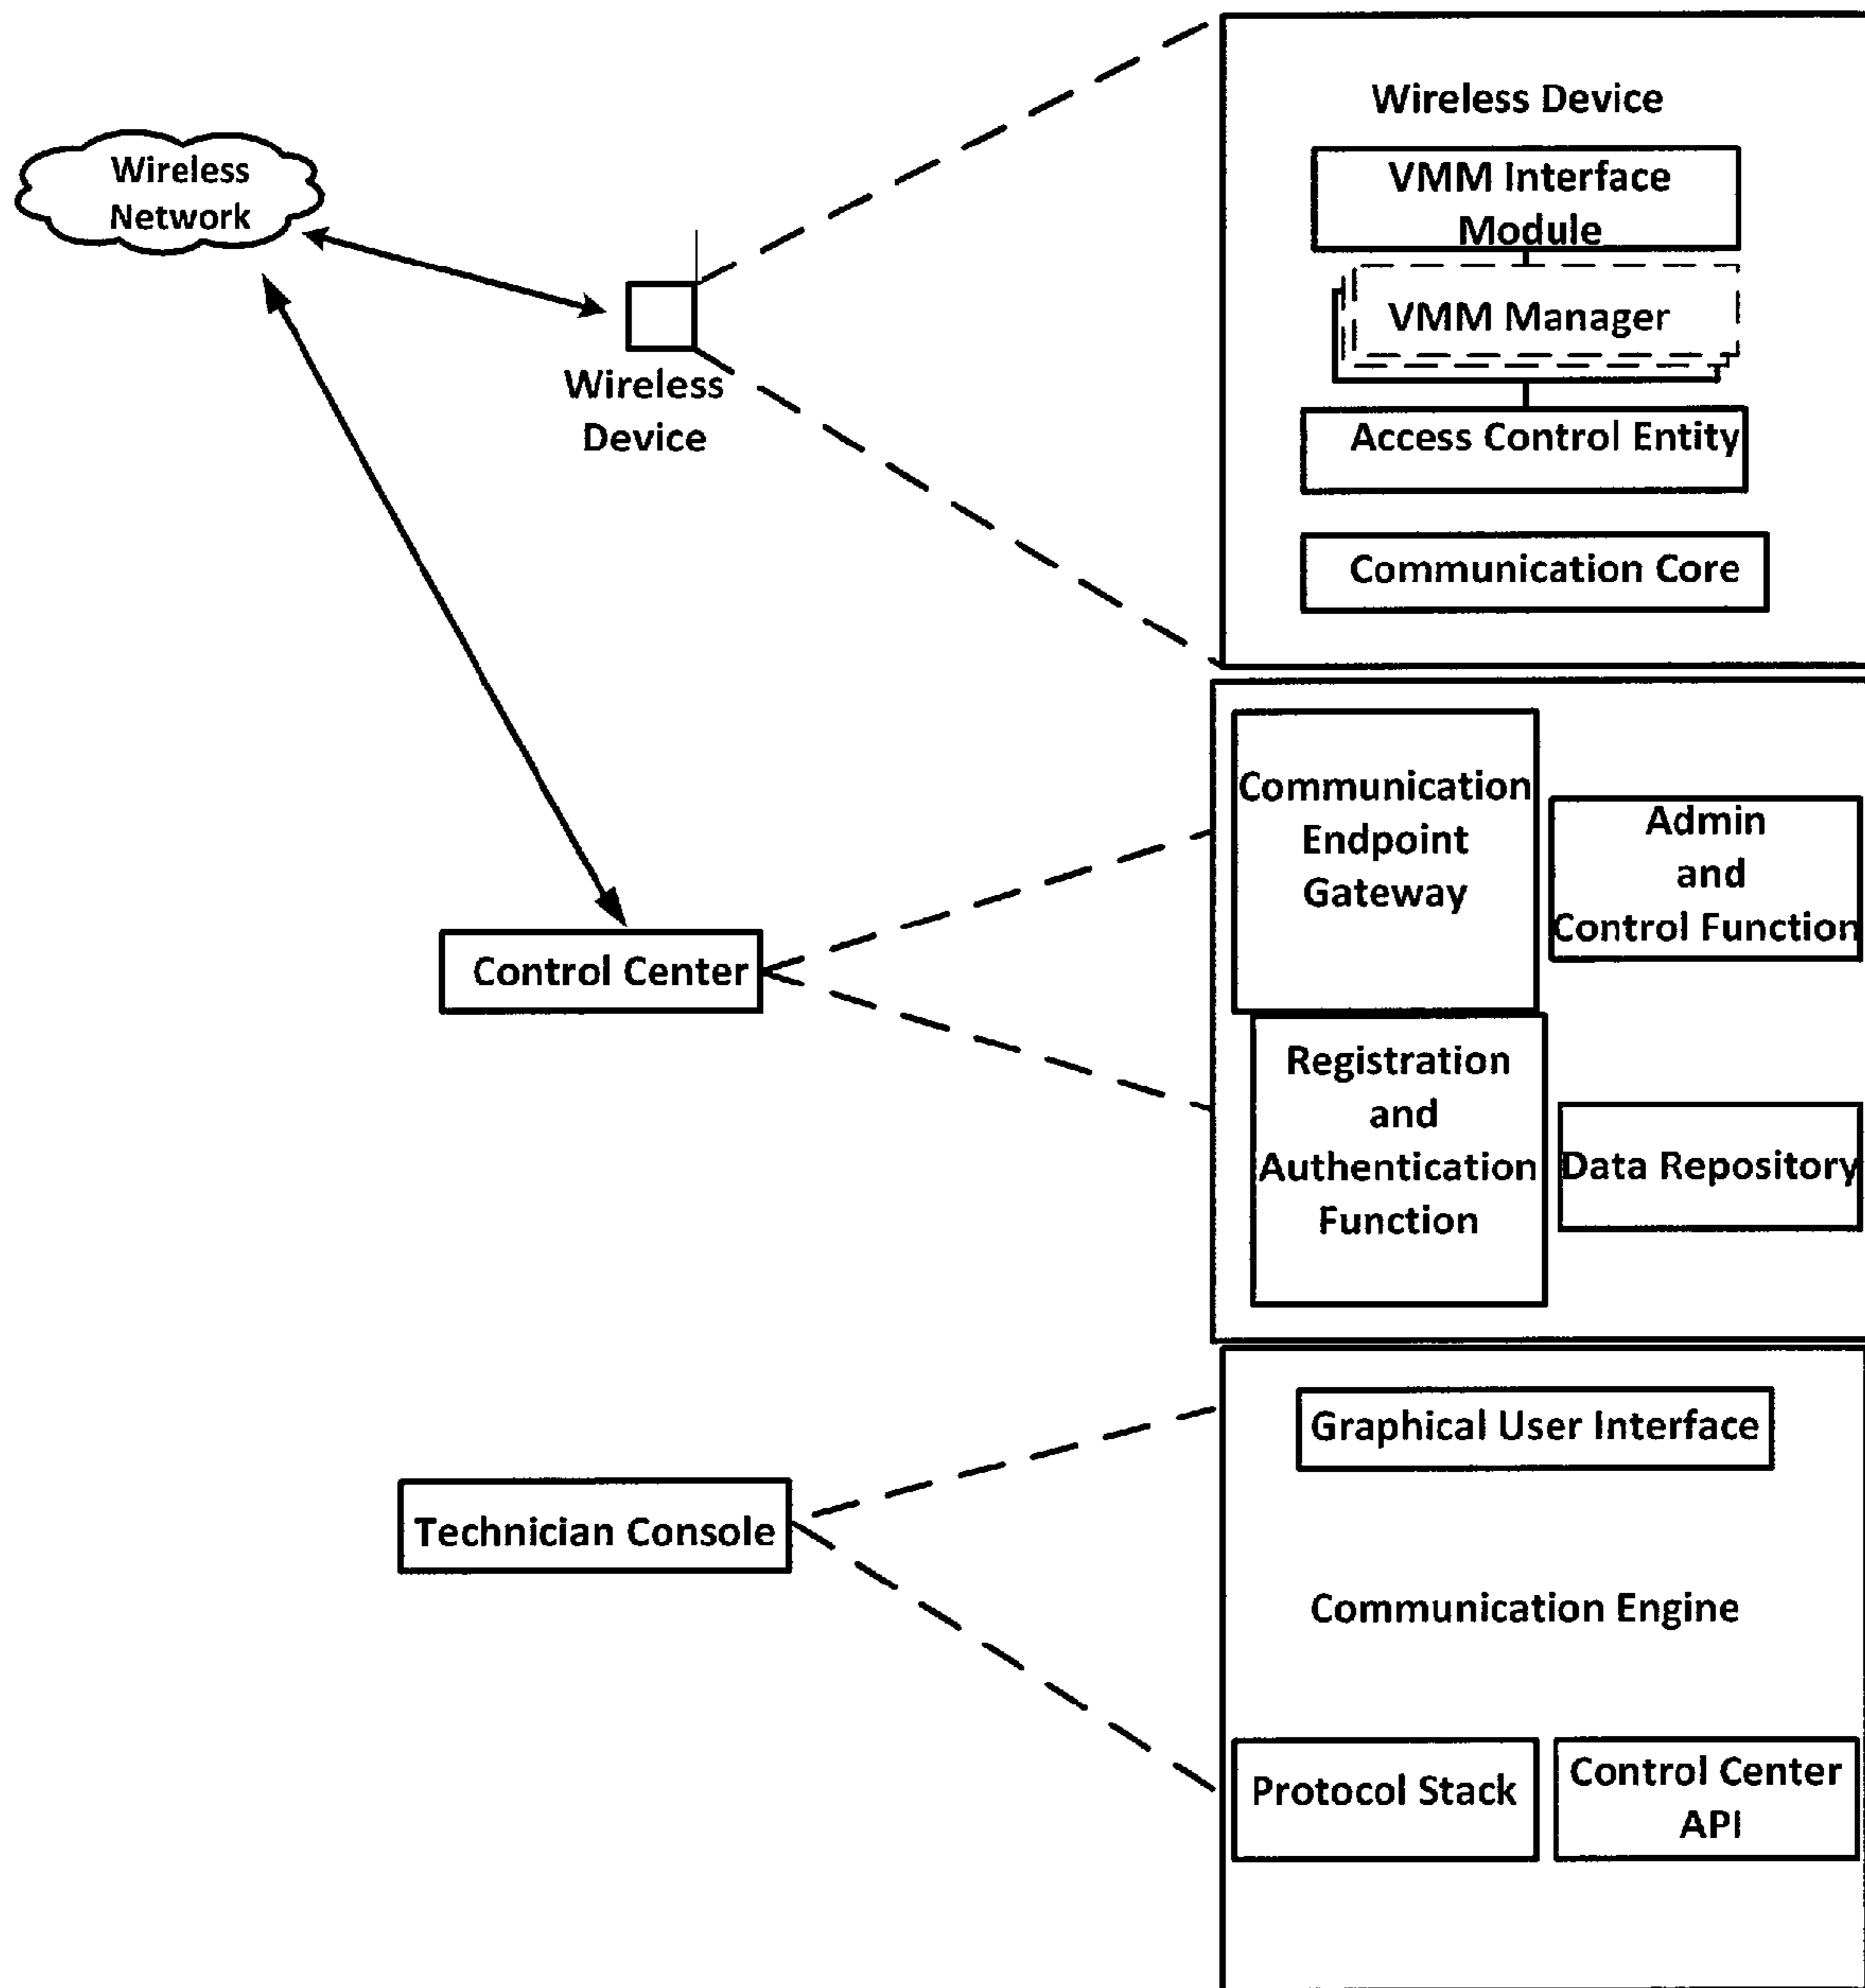 Wireless
Network
Wireless
Device
Wireless Device
VMM Interface
Module
VMM Manager
Access Control Entity
Communication Core
Control Center
Communication
Endpoint
Gateway
Admin
and
Control Function
Registration
and
Authentication
Function
Data Repository
Technician Console
Graphical User Interface
Communication Engine
Protocol Stack
Control Center
API